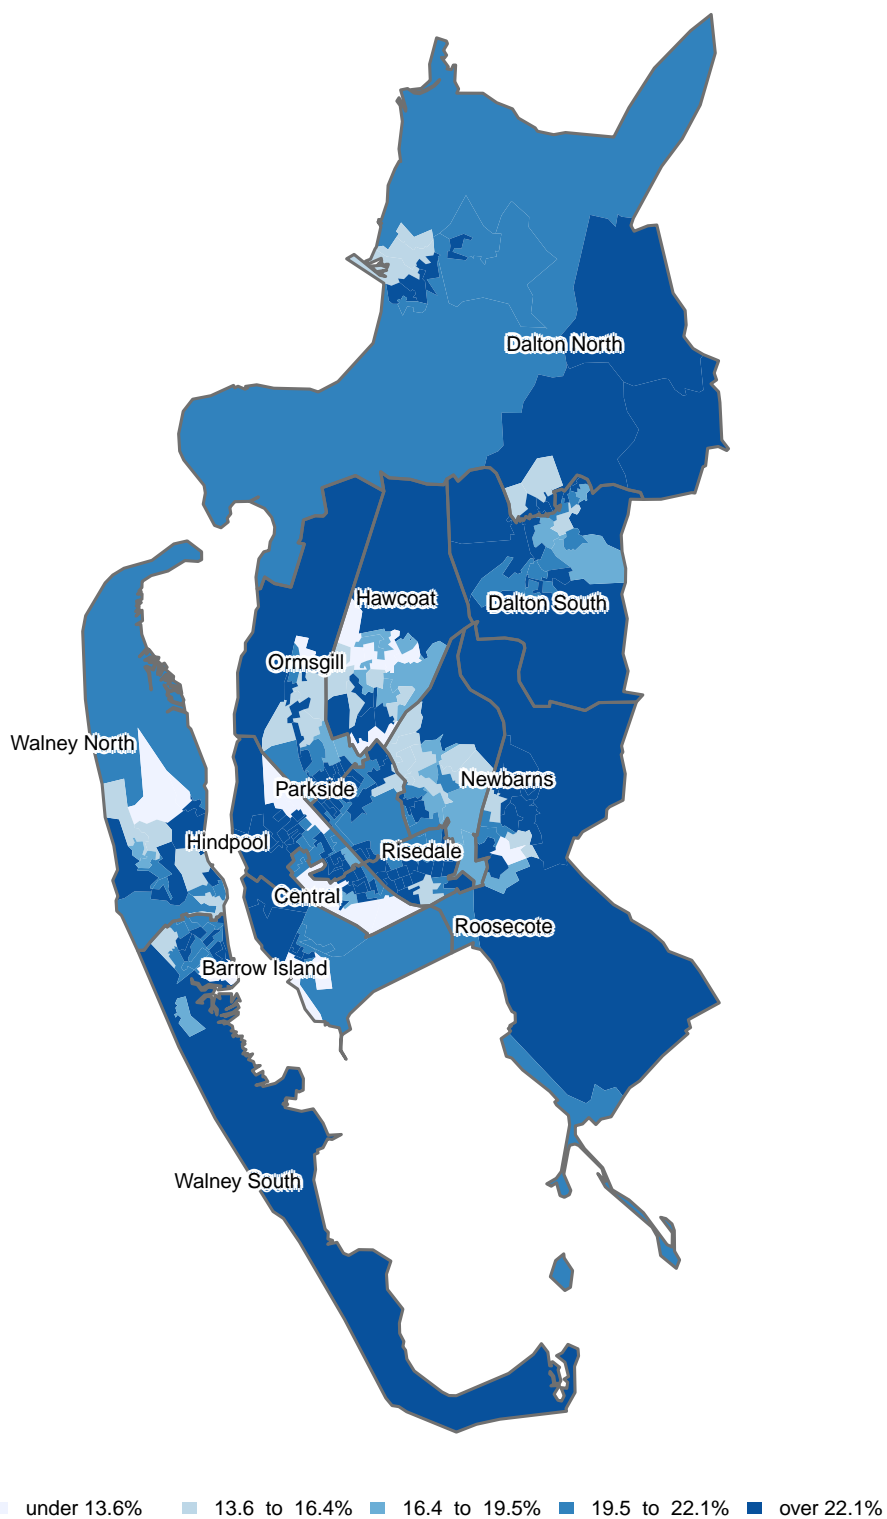 Dalton North
Hawcoat
Dalton South
Ormsgill
Walney North
Newbarns
Parkside
Hindpool
Risedale
Central
Roosecote
Barrow Island
Walney South
under 13.6% 13.6 to 16.4% 16.4 to 19.5% 19.5 to 22.1% over 22.1%